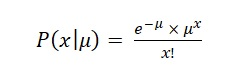 P(x|μ) = e^{-μ} × μ^x / x!